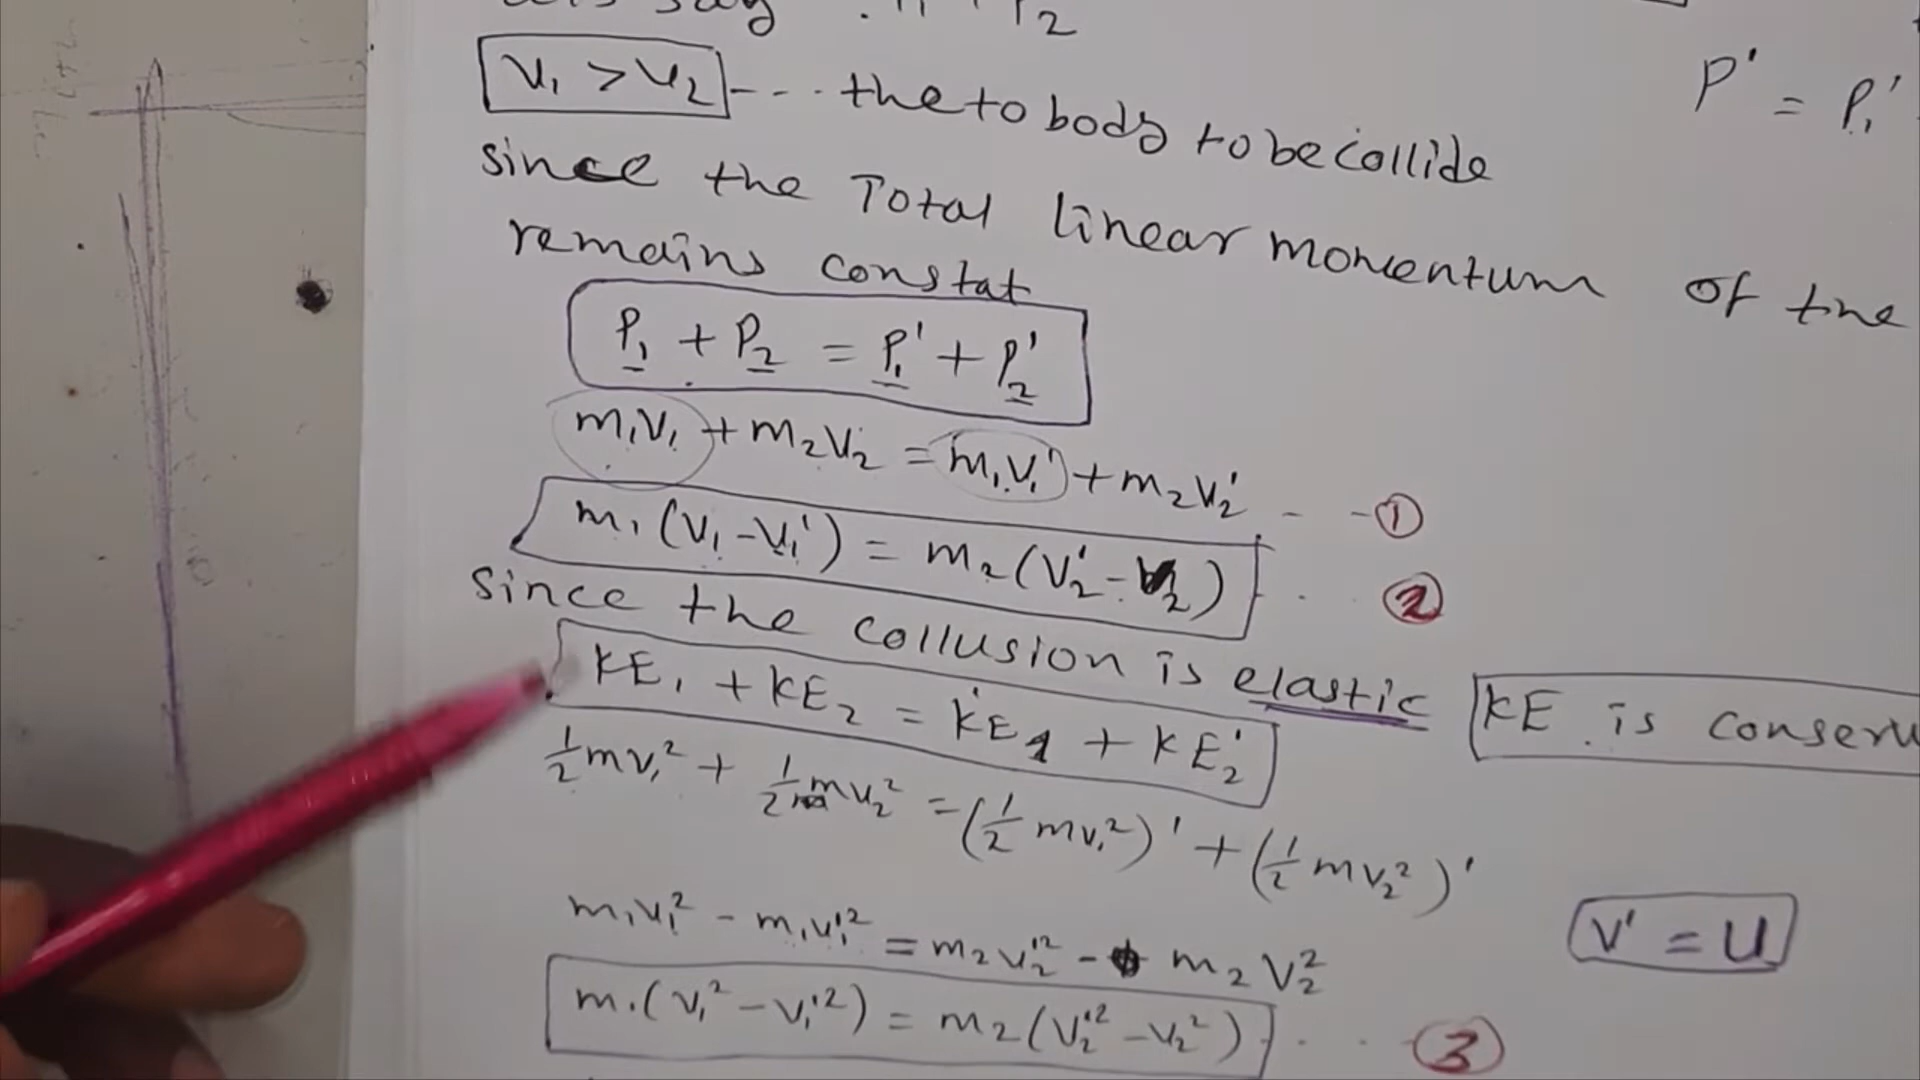 let's say
V₁ > V₂ --- the to body to be collide
P' = P₁'
since the Total linear momentum of the
remains constat
P₁ + P₂ = P₁' + P₂'
m₁V₁ + m₂V₂ = m₁V₁' + m₂V₂' - - ①
m₁(V₁ - V₁') = m₂(V₂' - V₂) . . ②
since the collusion is elastic KE is conserv
KE₁ + KE₂ = KE₁' + KE₂'
½mv₁² + ½mv₂² = (½mv₁²)' + (½mv₂²)'
m₁v₁² - m₁v₁'² = m₂v₂'² - m₂V₂²
V' = U
m₁(V₁² - V₁'²) = m₂(V₂'² - V₂²) . . ③